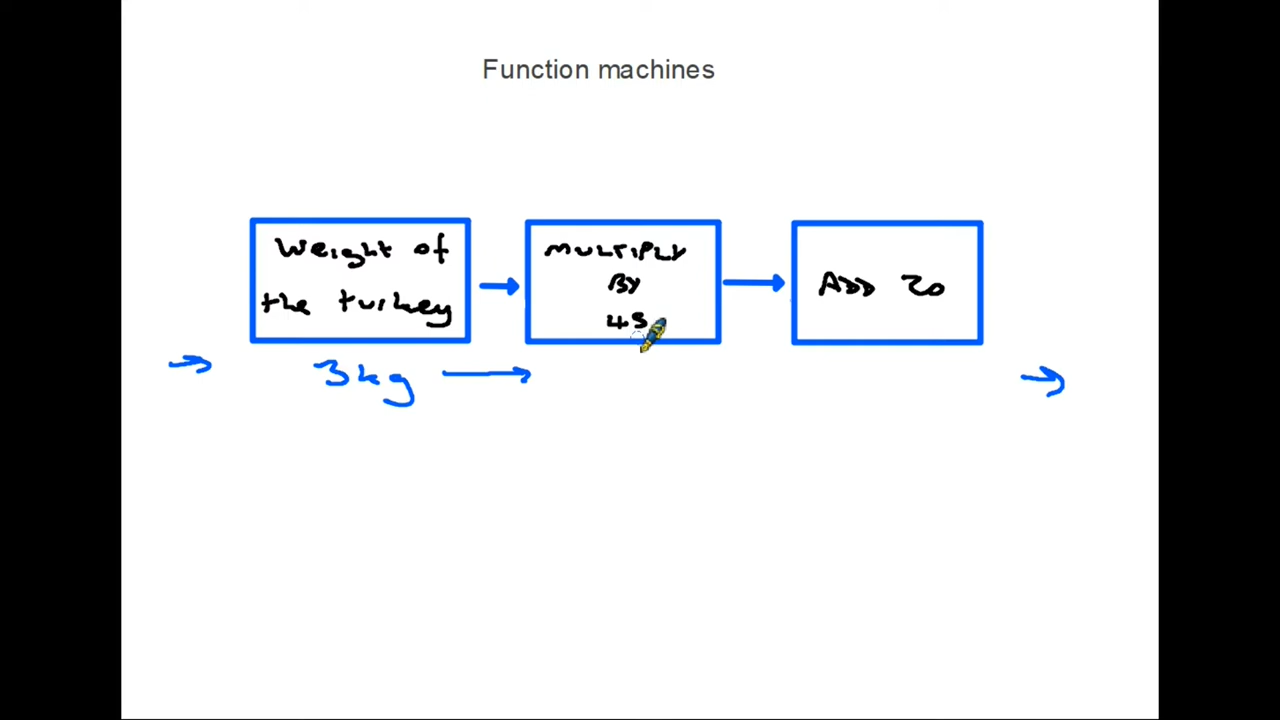 Function machines
Weight of
the turkey
MULTIPLY
BY
45
ADD 20
3kg